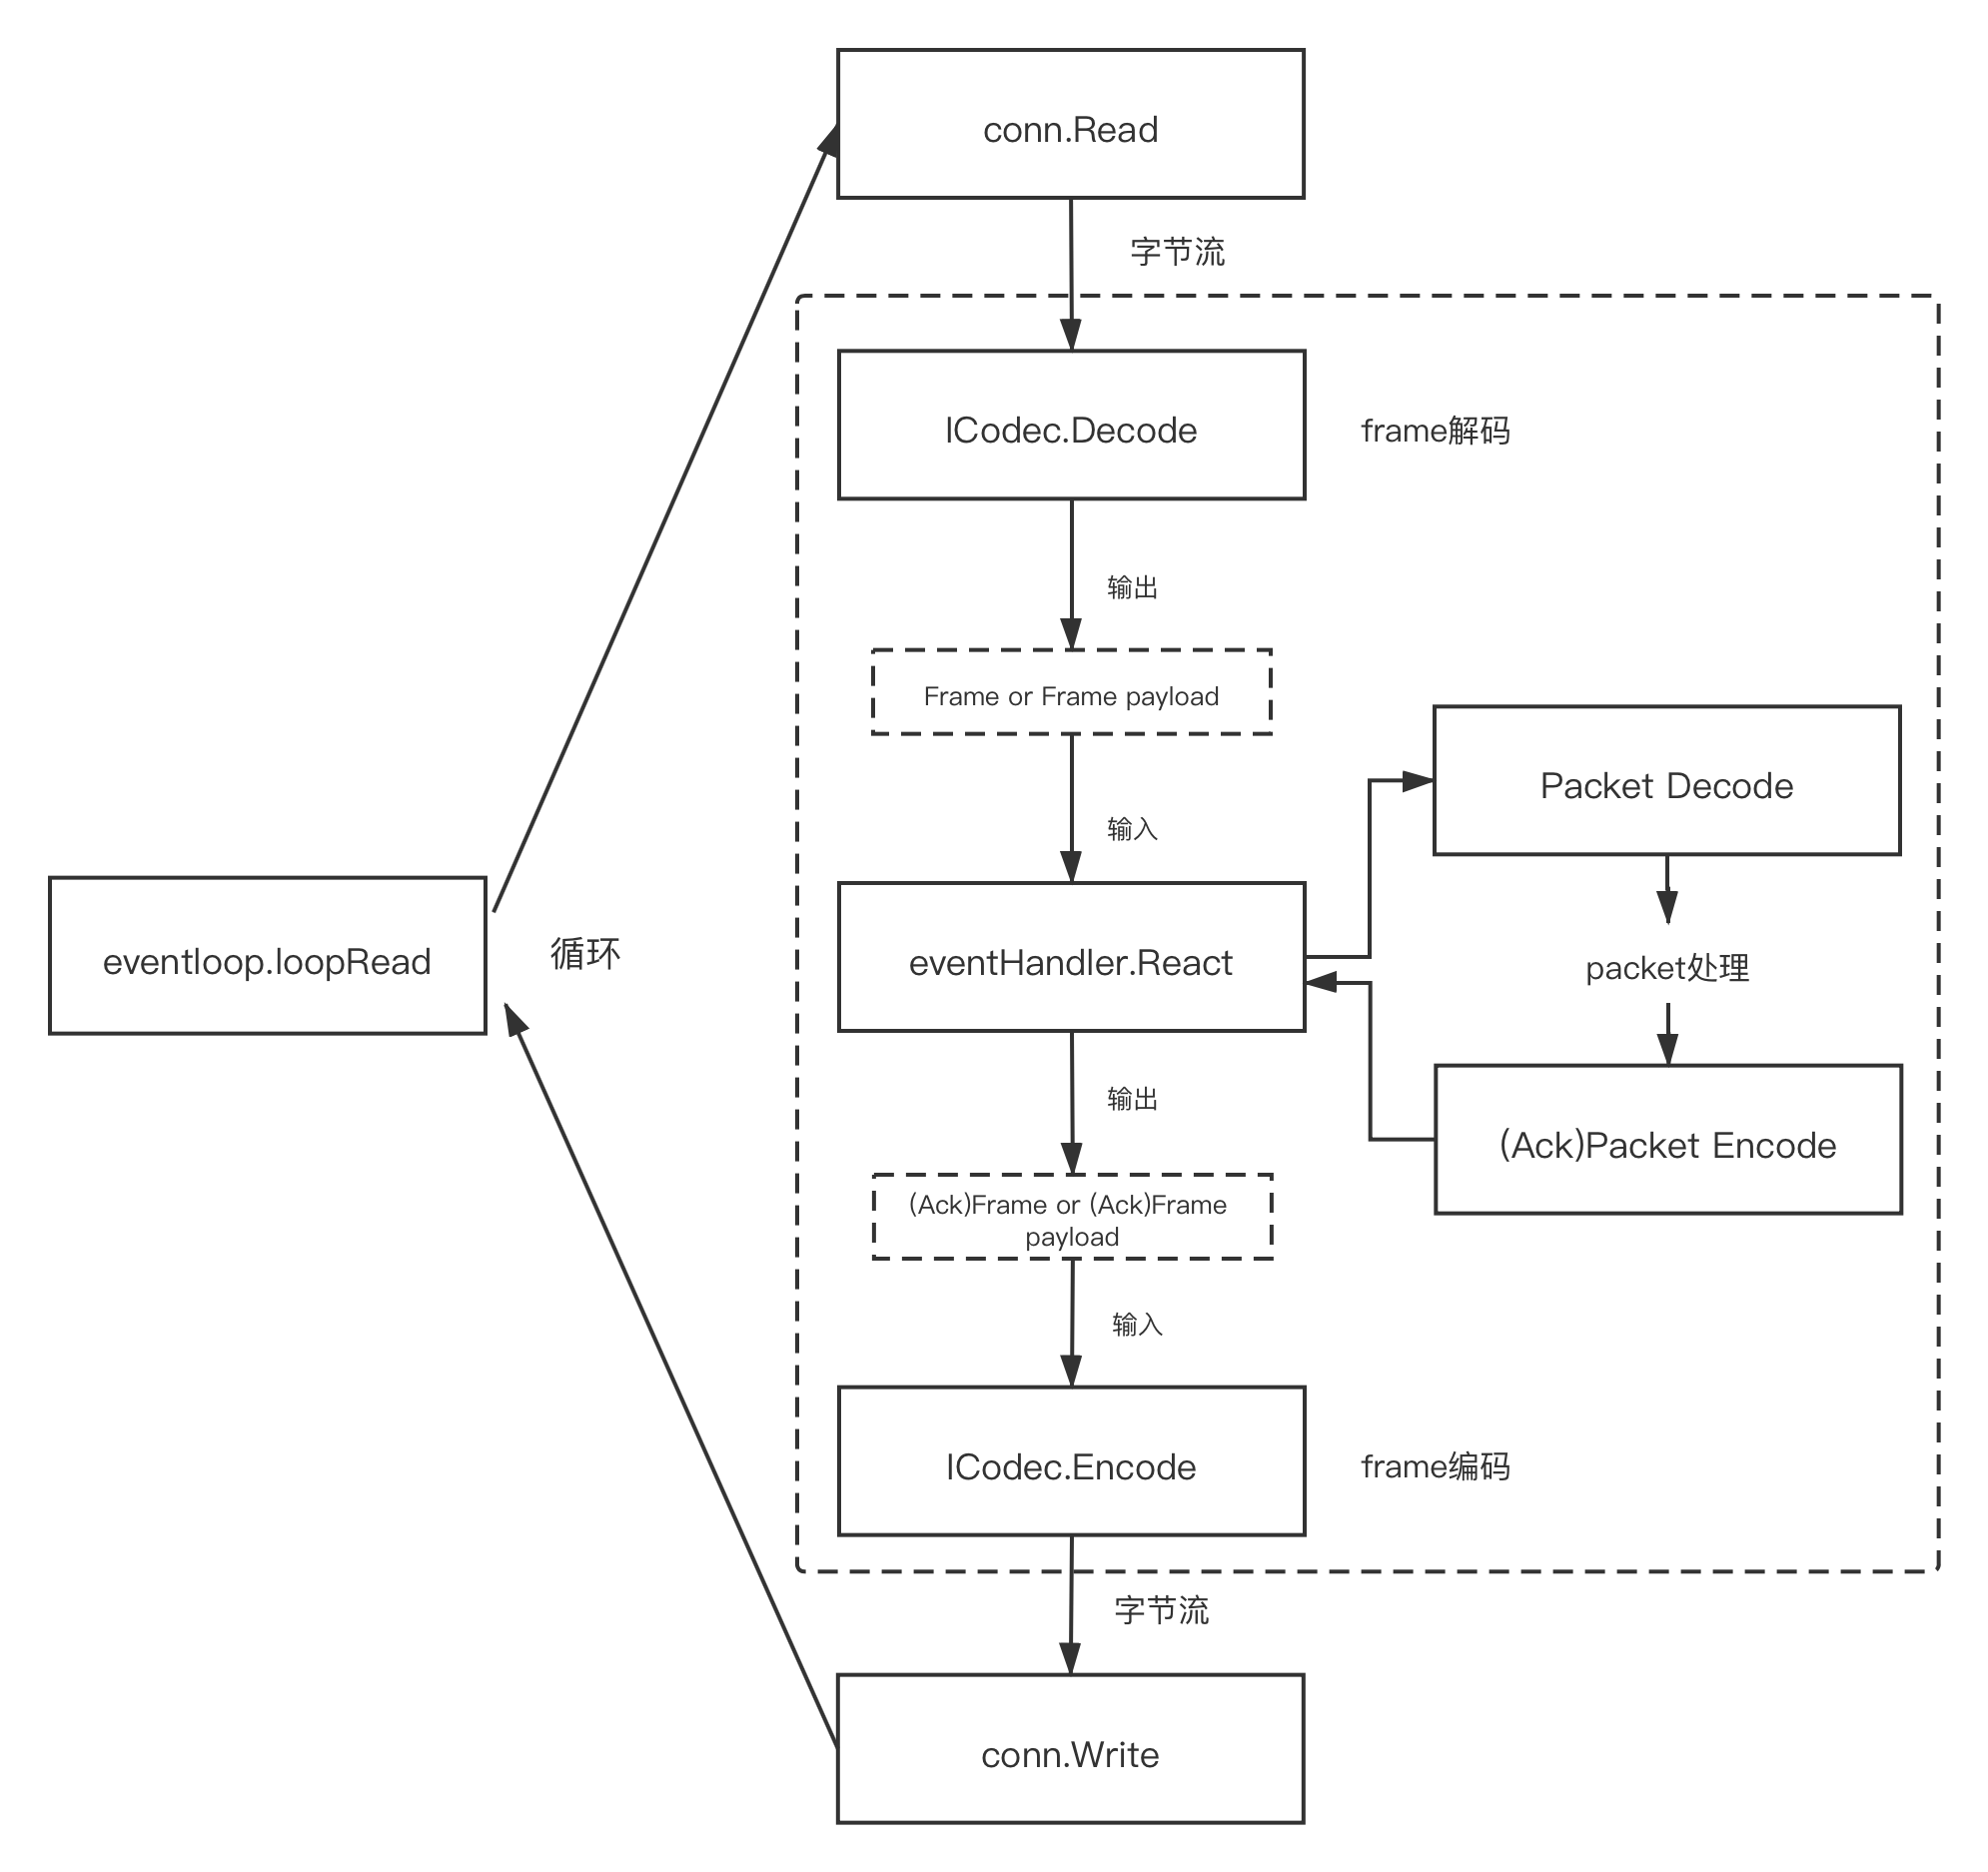 conn.Read
字节流
ICodec.Decode
frame解码
输出
Frame or Frame payload
输入
Packet Decode
eventloop.loopRead
循环
eventHandler.React
packet处理
输出
(Ack)Packet Encode
(Ack)Frame or (Ack)Frame
payload
输入
ICodec.Encode
frame编码
字节流
conn.Write